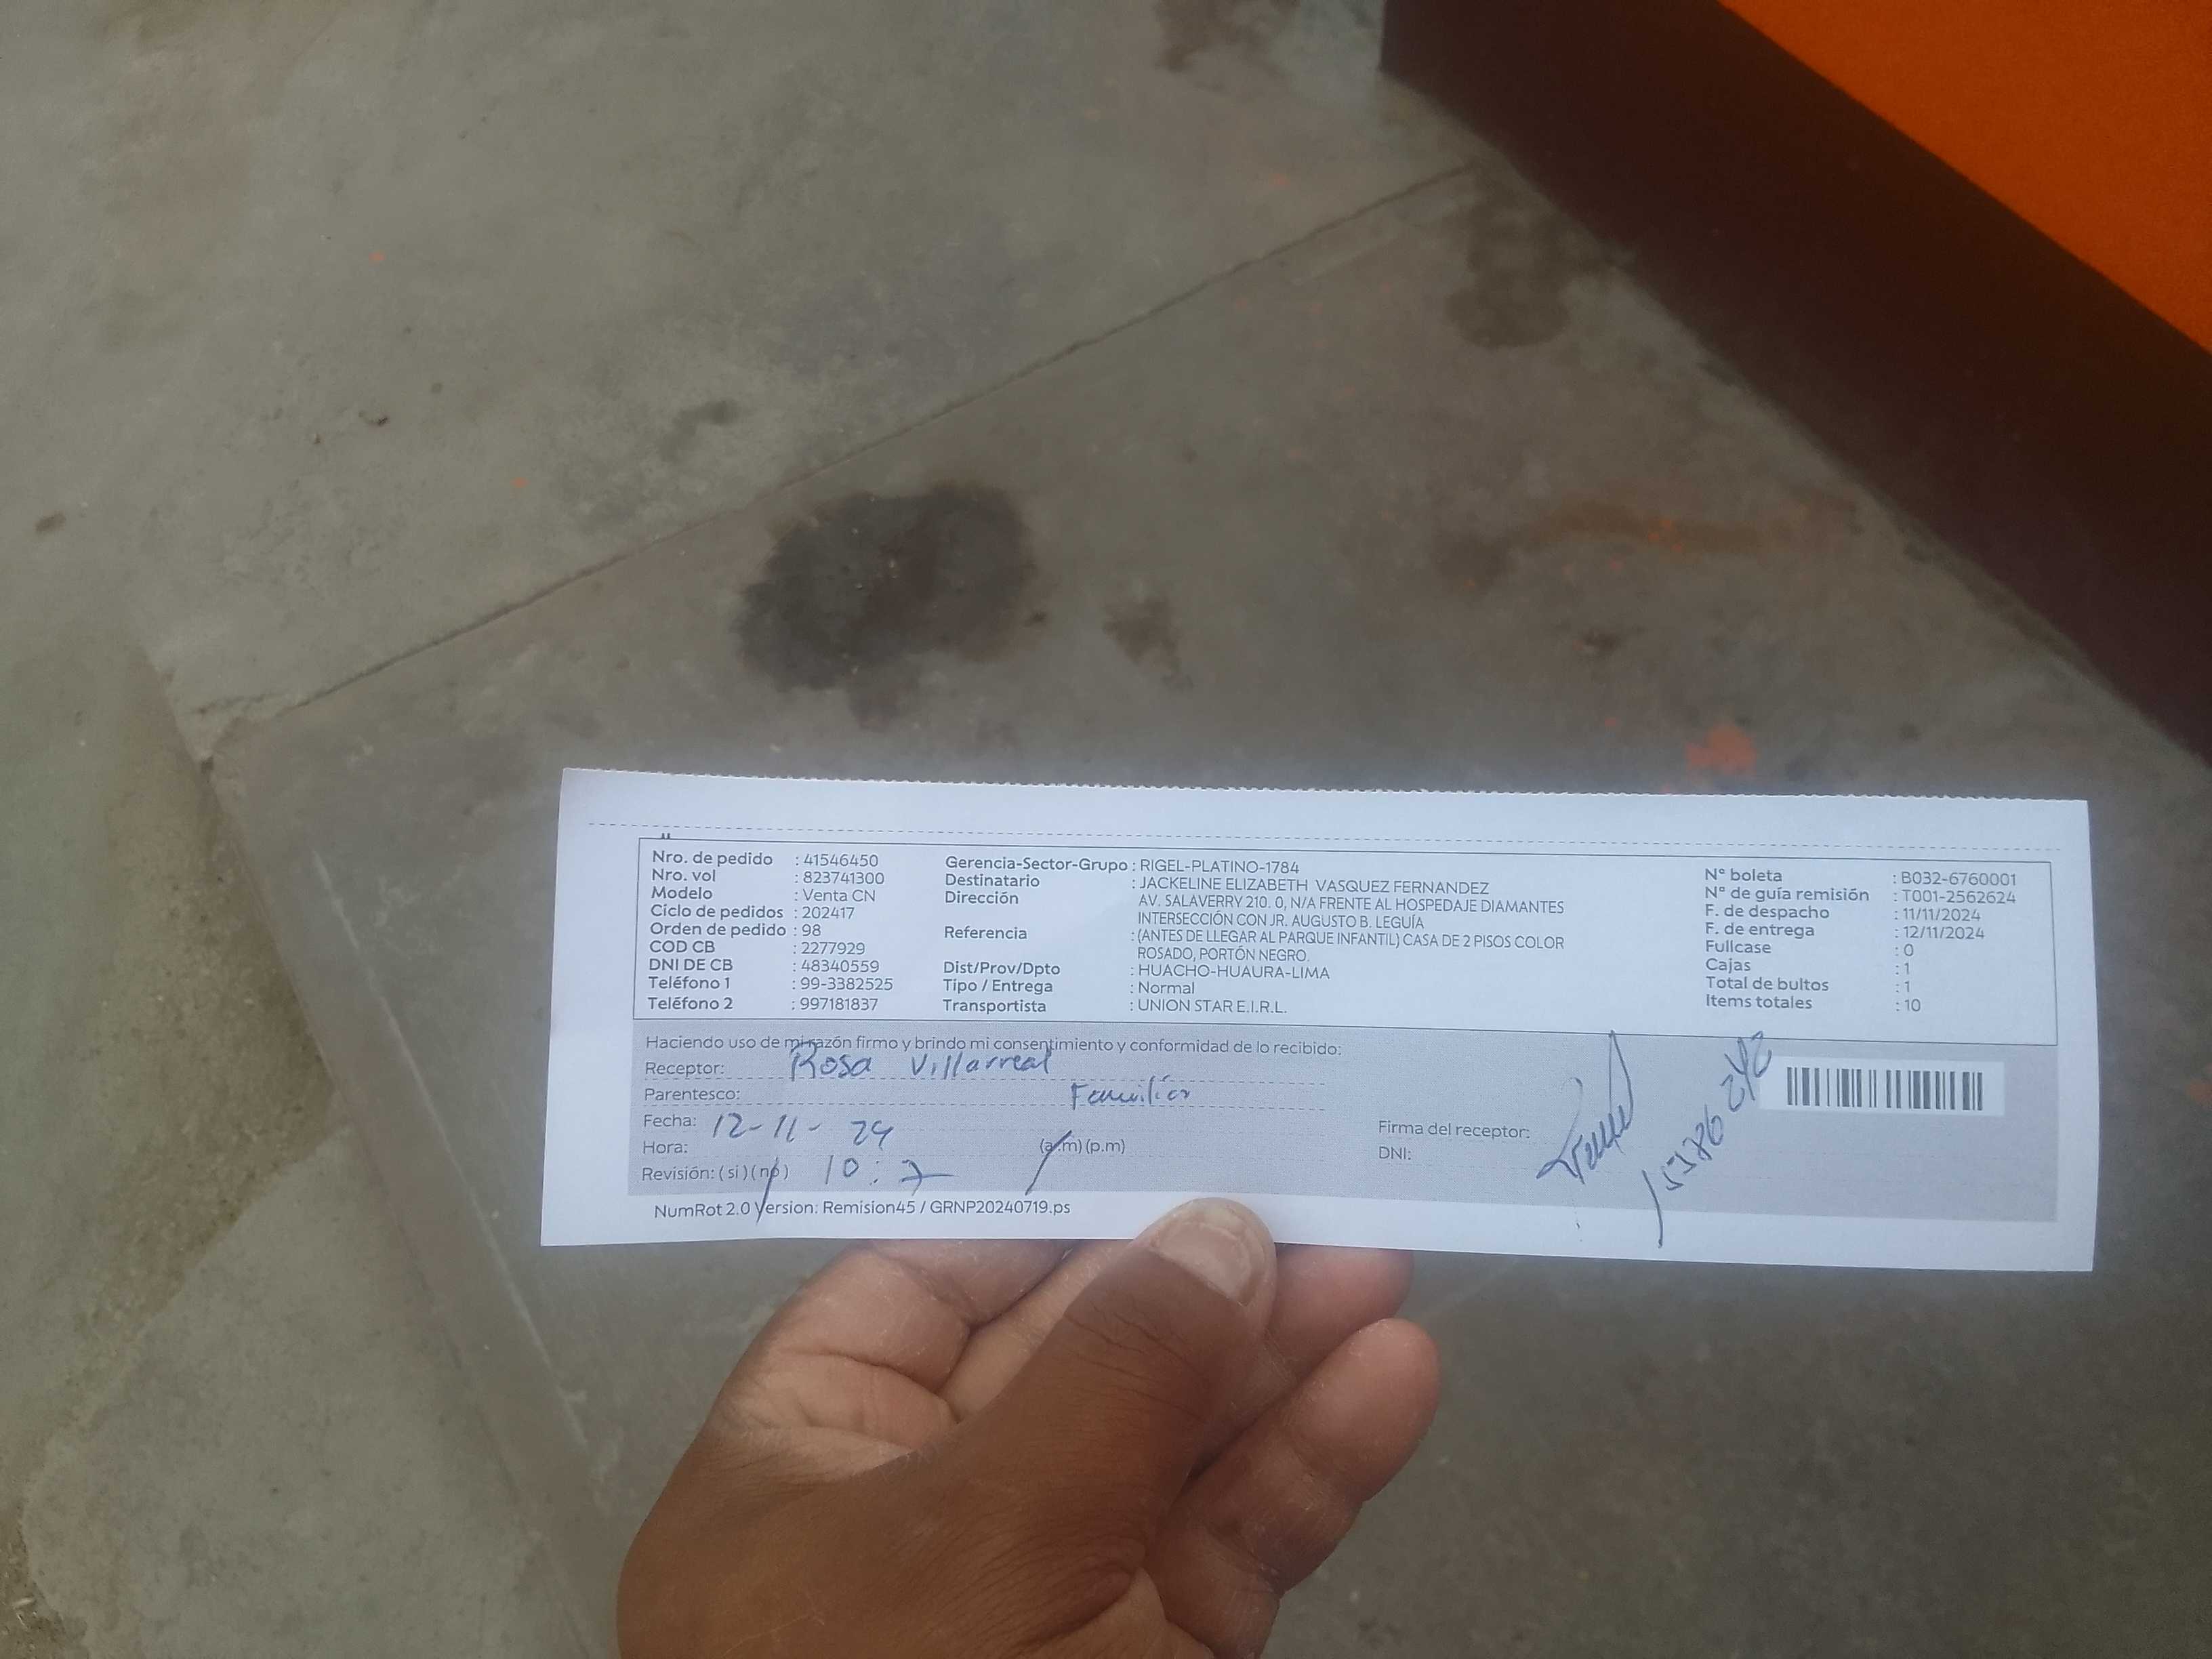 Nro. de pedido : 41546450
Nro. vol : 823741300
Modelo : Venta CN
Ciclo de pedidos : 202417
Orden de pedido : 98
COD CB : 2277929
DNI DE CB : 48340559
Teléfono 1 : 99-3382525
Teléfono 2 : 997181837
Gerencia-Sector-Grupo : RIGEL-PLATINO-1784
Destinatario : JACKELINE ELIZABETH VASQUEZ FERNANDEZ
Dirección AV. SALAVERRY 210. 0, N/A FRENTE AL HOSPEDAJE DIAMANTES
INTERSECCIÓN CON JR. AUGUSTO B. LEGUÍA
Referencia : (ANTES DE LLEGAR AL PARQUE INFANTIL) CASA DE 2 PISOS COLOR
ROSADO, PORTÓN NEGRO.
Dist/Prov/Dpto : HUACHO-HUAURA-LIMA
Tipo / Entrega : Normal
Transportista : UNION STAR E.I.R.L.
N° boleta : B032-6760001
N° de guía remisión : T001-2562624
F. de despacho : 11/11/2024
F. de entrega : 12/11/2024
Fullcase : 0
Cajas : 1
Total de bultos : 1
Items totales : 10
Haciendo uso de mi razón firmo y brindo mi consentimiento y conformidad de lo recibido:
Receptor: Rosa Villarreal
Parentesco: Familiar
Fecha: 12-11-24
Hora: (a.m) (p.m)
Revisión: ( si ) ( no ) 10:7
Firma del receptor:
DNI:
NumRot 2.0 Version: Remision45 / GRNP20240719.ps